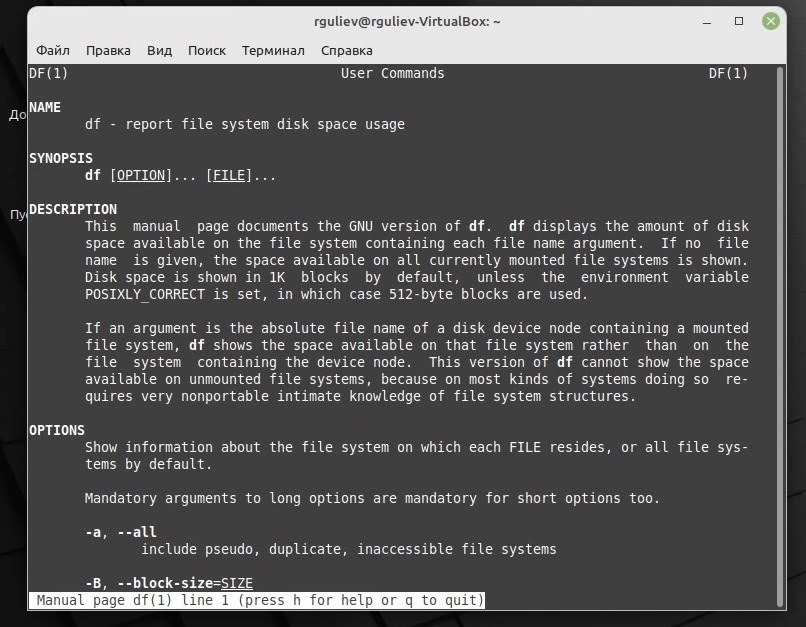 rguliev@rguliev-VirtualBox: ~
Файл Правка Вид Поиск Терминал Справка
DF(1) User Commands DF(1)
NAME
df - report file system disk space usage
SYNOPSIS
df [OPTION]... [FILE]...
DESCRIPTION
This manual page documents the GNU version of df. df displays the amount of disk
space available on the file system containing each file name argument. If no file
name is given, the space available on all currently mounted file systems is shown.
Disk space is shown in 1K blocks by default, unless the environment variable
POSIXLY_CORRECT is set, in which case 512-byte blocks are used.
If an argument is the absolute file name of a disk device node containing a mounted
file system, df shows the space available on that file system rather than on the
file system containing the device node. This version of df cannot show the space
available on unmounted file systems, because on most kinds of systems doing so re-
quires very nonportable intimate knowledge of file system structures.
OPTIONS
Show information about the file system on which each FILE resides, or all file sys-
tems by default.
Mandatory arguments to long options are mandatory for short options too.
-a, --all
include pseudo, duplicate, inaccessible file systems
-B, --block-size=SIZE
Manual page df(1) line 1 (press h for help or q to quit)